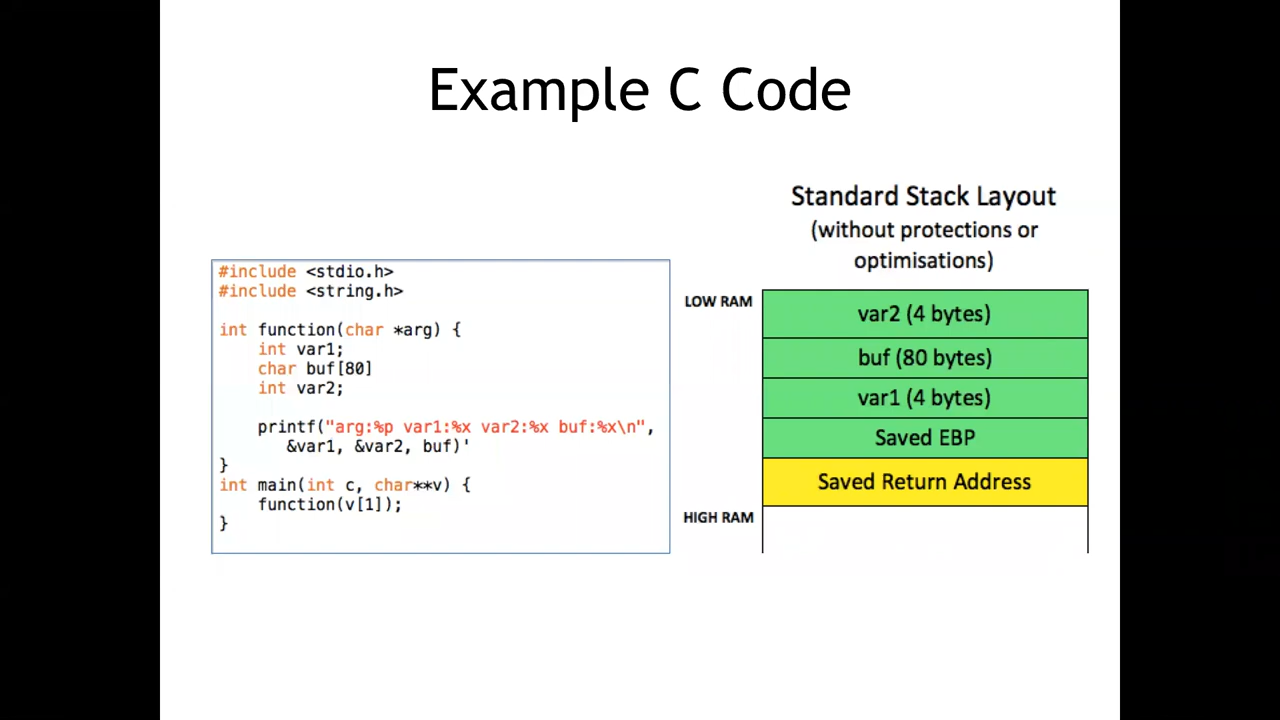 Example C Code
#include <stdio.h>
#include <string.h>
int function(char *arg) {
int var1;
char buf[80]
int var2;
printf("arg:%p var1:%x var2:%x buf:%x\n",
&var1, &var2, buf)'
}
int main(int c, char**v) {
function(v[1]);
}
Standard Stack Layout
(without protections or
optimisations)
LOW RAM
var2 (4 bytes)
buf (80 bytes)
var1 (4 bytes)
Saved EBP
Saved Return Address
HIGH RAM